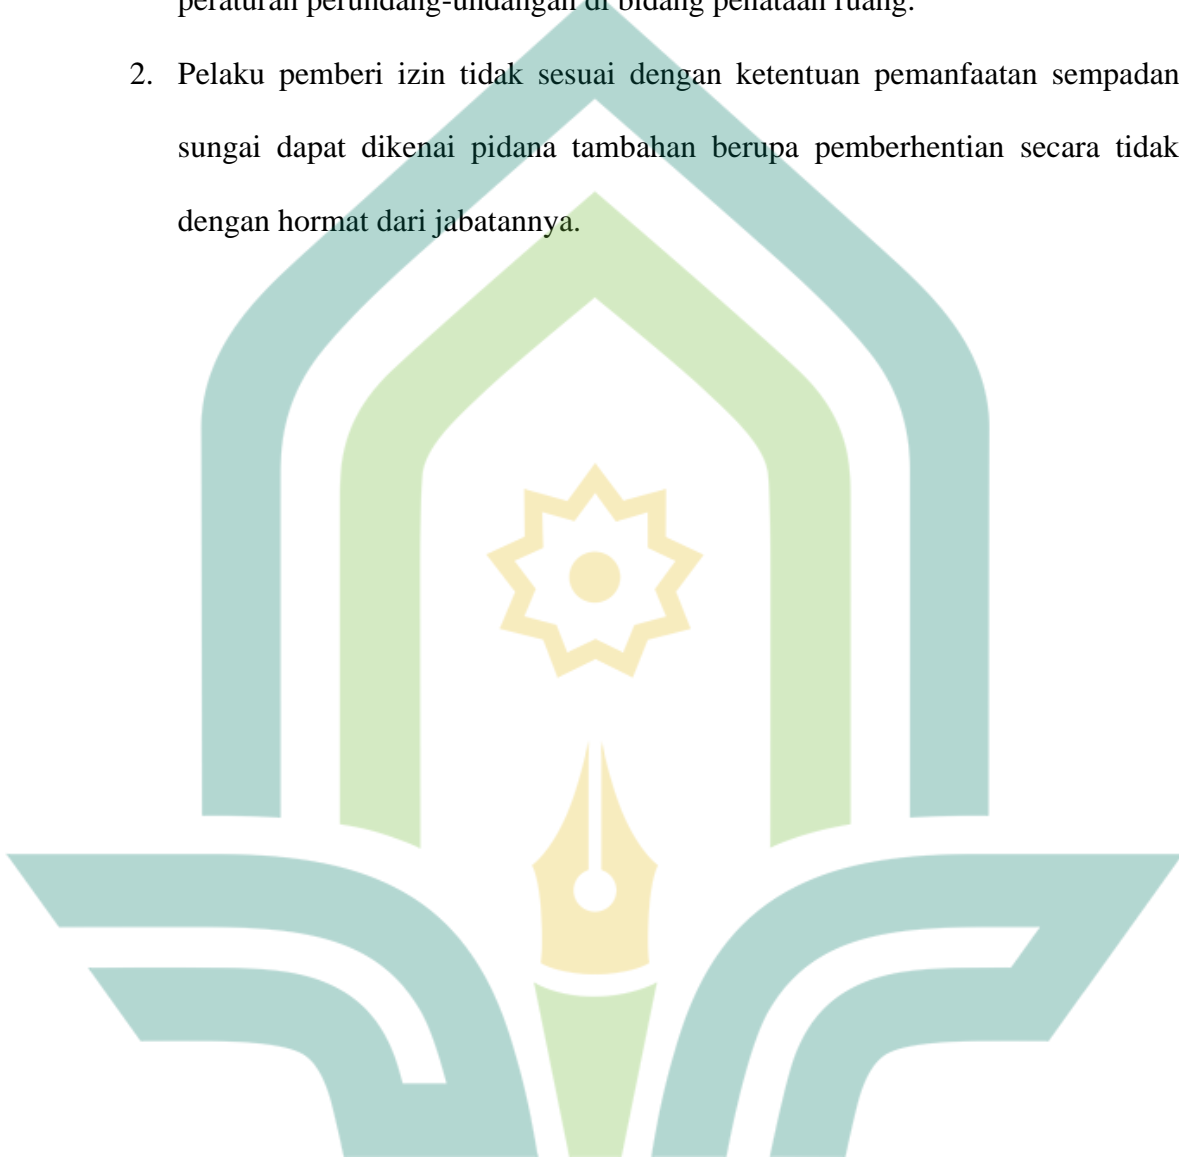 peraturan perundang-undangan di bidang penataan ruang.
2. Pelaku pemberi izin tidak sesuai dengan ketentuan pemanfaatan sempadan
sungai dapat dikenai pidana tambahan berupa pemberhentian secara tidak
dengan hormat dari jabatannya.